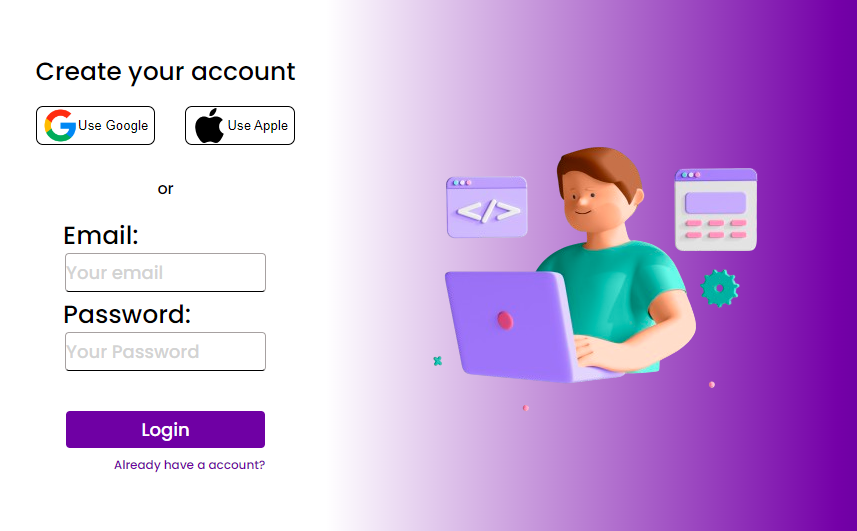 Create your account
Use Google
Use Apple
or
Email:
Your email
Password:
Your Password
Login
Already have a account?